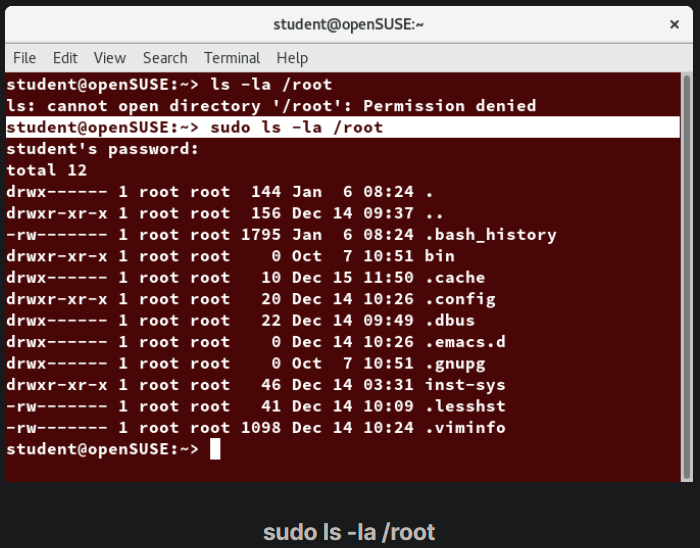 student@openSUSE:~
×
File Edit View Search Terminal Help
student@openSUSE:~> ls -la /root
ls: cannot open directory '/root': Permission denied
student@openSUSE:~> sudo ls -la /root
student's password:
total 12
drwx------ 1 root root  144 Jan  6 08:24 .
drwxr-xr-x 1 root root  156 Dec 14 09:37 ..
-rw------- 1 root root 1795 Jan  6 08:24 .bash_history
drwxr-xr-x 1 root root    0 Oct  7 10:51 bin
drwx------ 1 root root   10 Dec 15 11:50 .cache
drwx------ 1 root root   20 Dec 14 10:26 .config
drwx------ 1 root root   22 Dec 14 09:49 .dbus
drwx------ 1 root root    0 Dec 14 10:26 .emacs.d
drwx------ 1 root root    0 Oct  7 10:51 .gnupg
drwxr-xr-x 1 root root   46 Dec 14 03:31 inst-sys
-rw------- 1 root root   41 Dec 14 10:09 .lesshst
-rw------- 1 root root 1098 Dec 14 10:24 .viminfo
student@openSUSE:~>
sudo ls -la /root